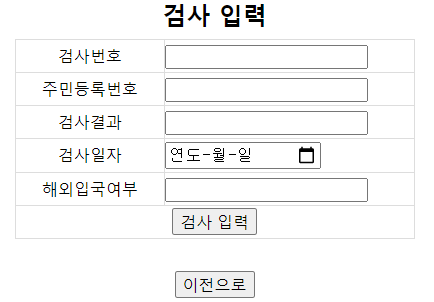 검사 입력
검사번호
주민등록번호
검사결과
검사일자 연도-월-일
해외입국여부
검사 입력
이전으로